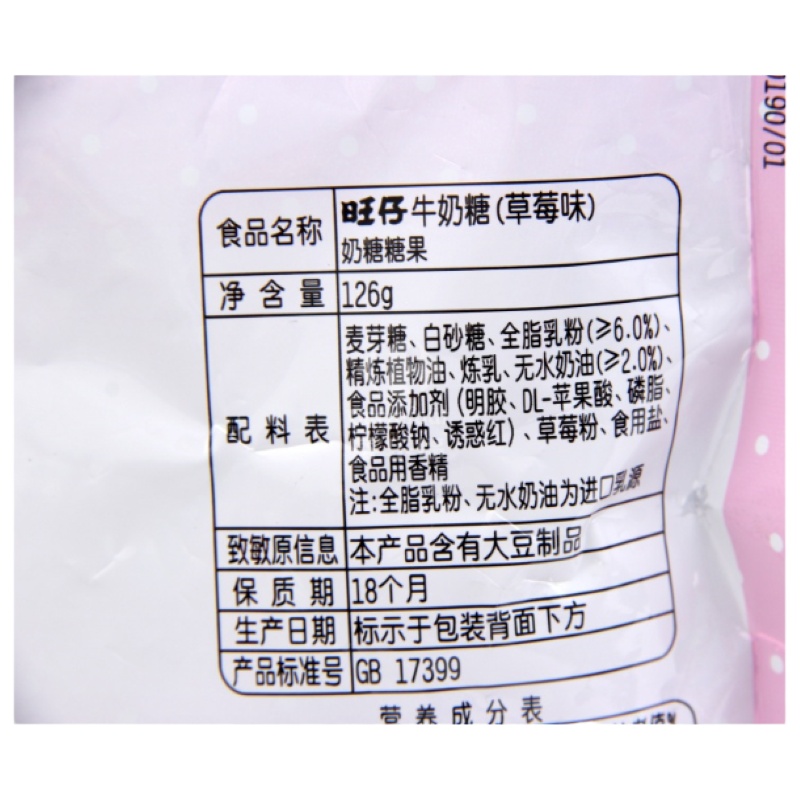 0190/01
食品名称 旺仔牛奶糖(草莓味)
奶糖糖果
净含量 126g
配料表 麦芽糖、白砂糖、全脂乳粉(≥6.0%)、
精炼植物油、炼乳、无水奶油(≥2.0%)、
食品添加剂(明胶、DL-苹果酸、磷脂、
柠檬酸钠、诱惑红)、草莓粉、食用盐、
食品用香精
注:全脂乳粉、无水奶油为进口乳源
致敏原信息 本产品含有大豆制品
保质期 18个月
生产日期 标示于包装背面下方
产品标准号 GB 17399
营养成分表